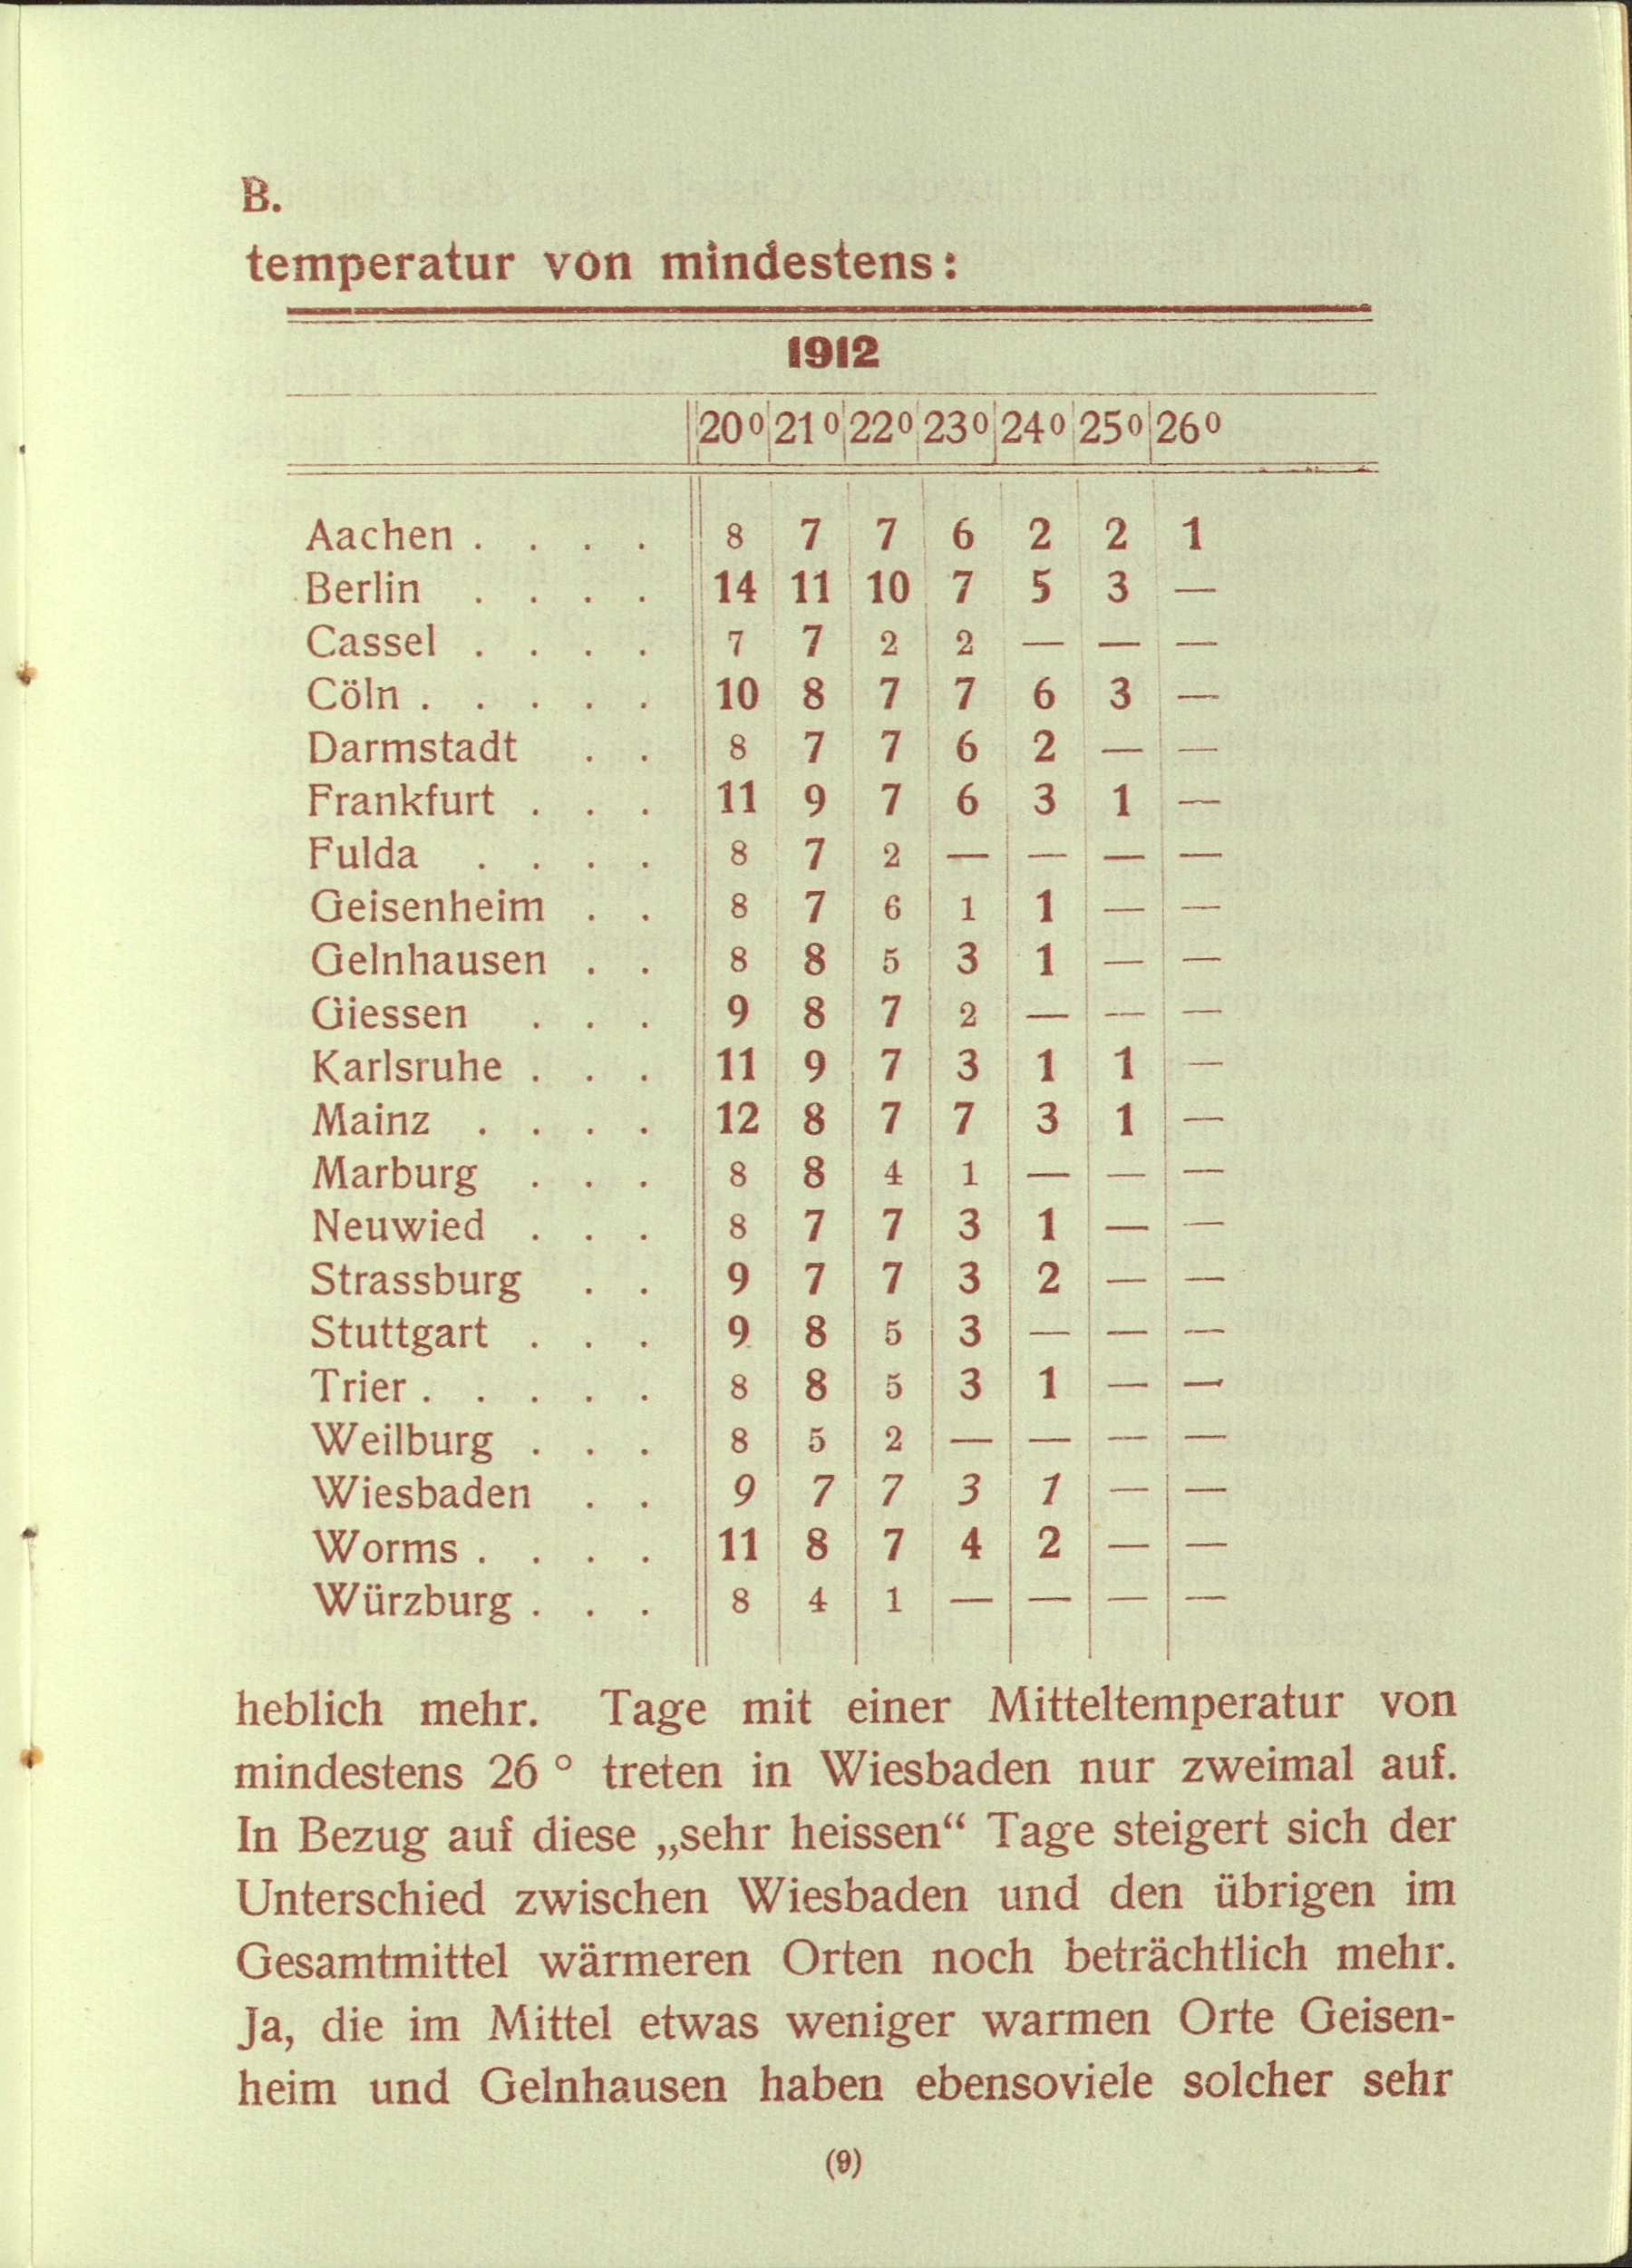 B.
temperatur von mindestens:
1912
20° 21° 22° 23° 24° 25° 26°
Aachen . . . . 8 7 7 6 2 2 1
Berlin . . . . 14 11 10 7 5 3 —
Cassel . . . . 7 7 2 2 — — —
Cöln . . . . . 10 8 7 7 6 3 —
Darmstadt . . 8 7 7 6 2 — —
Frankfurt . . . 11 9 7 6 3 1 —
Fulda . . . . 8 7 2 — — — —
Geisenheim . . 8 7 6 1 1 — —
Gelnhausen . . 8 8 5 3 1 — —
Giessen . . . 9 8 7 2 — — —
Karlsruhe . . . 11 9 7 3 1 1 —
Mainz . . . . 12 8 7 7 3 1 —
Marburg . . . 8 8 4 1 — — —
Neuwied . . . 8 7 7 3 1 — —
Strassburg . . 9 7 7 3 2 — —
Stuttgart . . . 9 8 5 3 — — —
Trier . . . . . 8 8 5 3 1 — —
Weilburg . . . 8 5 2 — — — —
Wiesbaden . . 9 7 7 3 1 — —
Worms . . . . 11 8 7 4 2 — —
Würzburg . . . 8 4 1 — — — —
heblich mehr. Tage mit einer Mitteltemperatur von
mindestens 26 ° treten in Wiesbaden nur zweimal auf.
In Bezug auf diese „sehr heissen“ Tage steigert sich der
Unterschied zwischen Wiesbaden und den übrigen im
Gesamtmittel wärmeren Orten noch beträchtlich mehr.
Ja, die im Mittel etwas weniger warmen Orte Geisen-
heim und Gelnhausen haben ebensoviele solcher sehr
(9)